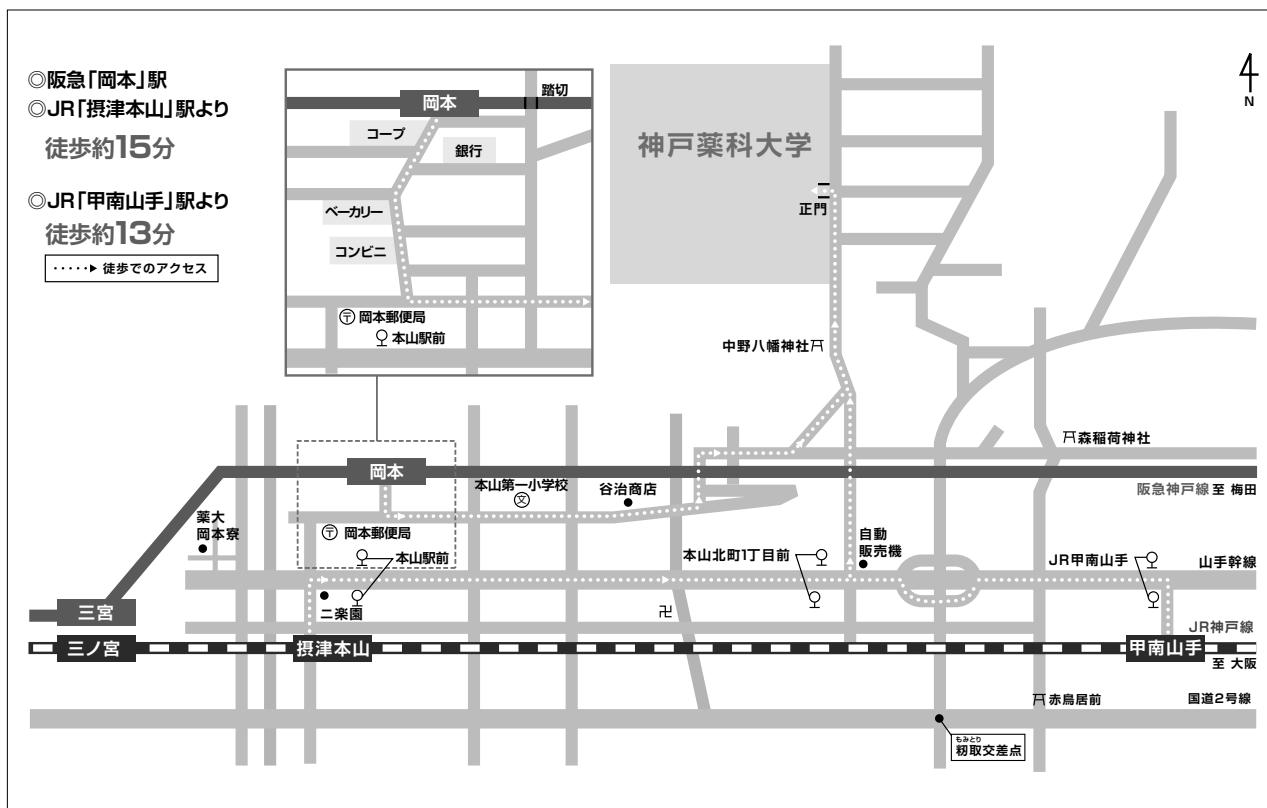 ◎阪急「岡本」駅
◎JR「摂津本山」駅より
徒歩約15分
◎JR「甲南山手」駅より
徒歩約13分
徒歩でのアクセス
岡本
踏切
コープ
銀行
ベーカリー
コンビニ
〒 岡本郵便局
本山駅前
神戸薬科大学
正門
N
中野八幡神社
森稲荷神社
岡本
本山第一小学校
文
谷治商店
阪急神戸線 至 梅田
薬大
岡本寮
〒 岡本郵便局
本山駅前
本山北町1丁目前
自動
販売機
JR甲南山手
山手幹線
二楽園
卍
三宮
JR神戸線
三ノ宮
摂津本山
甲南山手
至 大阪
赤鳥居前
国道2号線
もみとり
籾取交差点